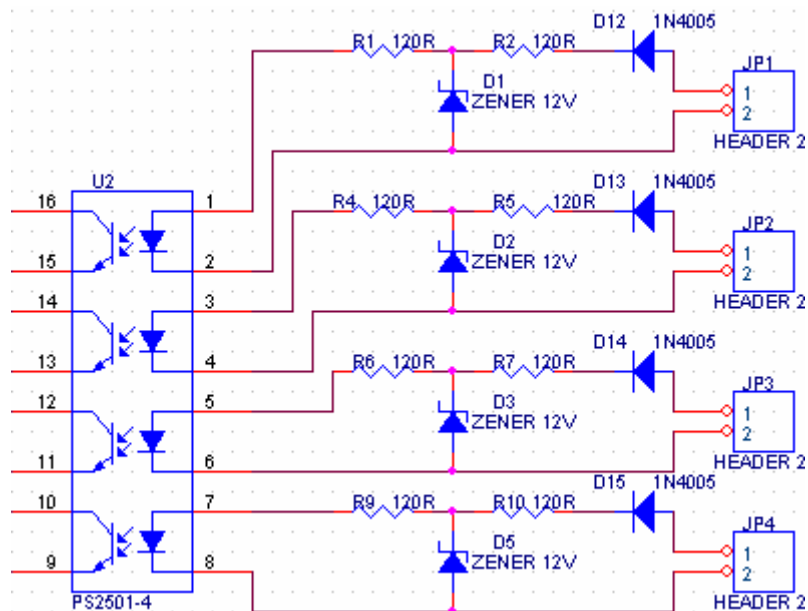 D12 1N4005
R1 120R R2 120R
JP1
D1
ZENER 12V
1
2
HEADER 2
U2
D13 1N4005
16 1
R4 120R R5 120R
JP2
D2
ZENER 12V
15 2
1
2
14 3
HEADER 2
D14 1N4005
13 4
R6 120R R7 120R
JP3
12 5
D3
ZENER 12V
1
2
11 6
HEADER 2
D15 1N4005
10 7
R9 120R R10 120R
JP4
D5
ZENER 12V
1
2
9 8
PS2501-4
HEADER 2